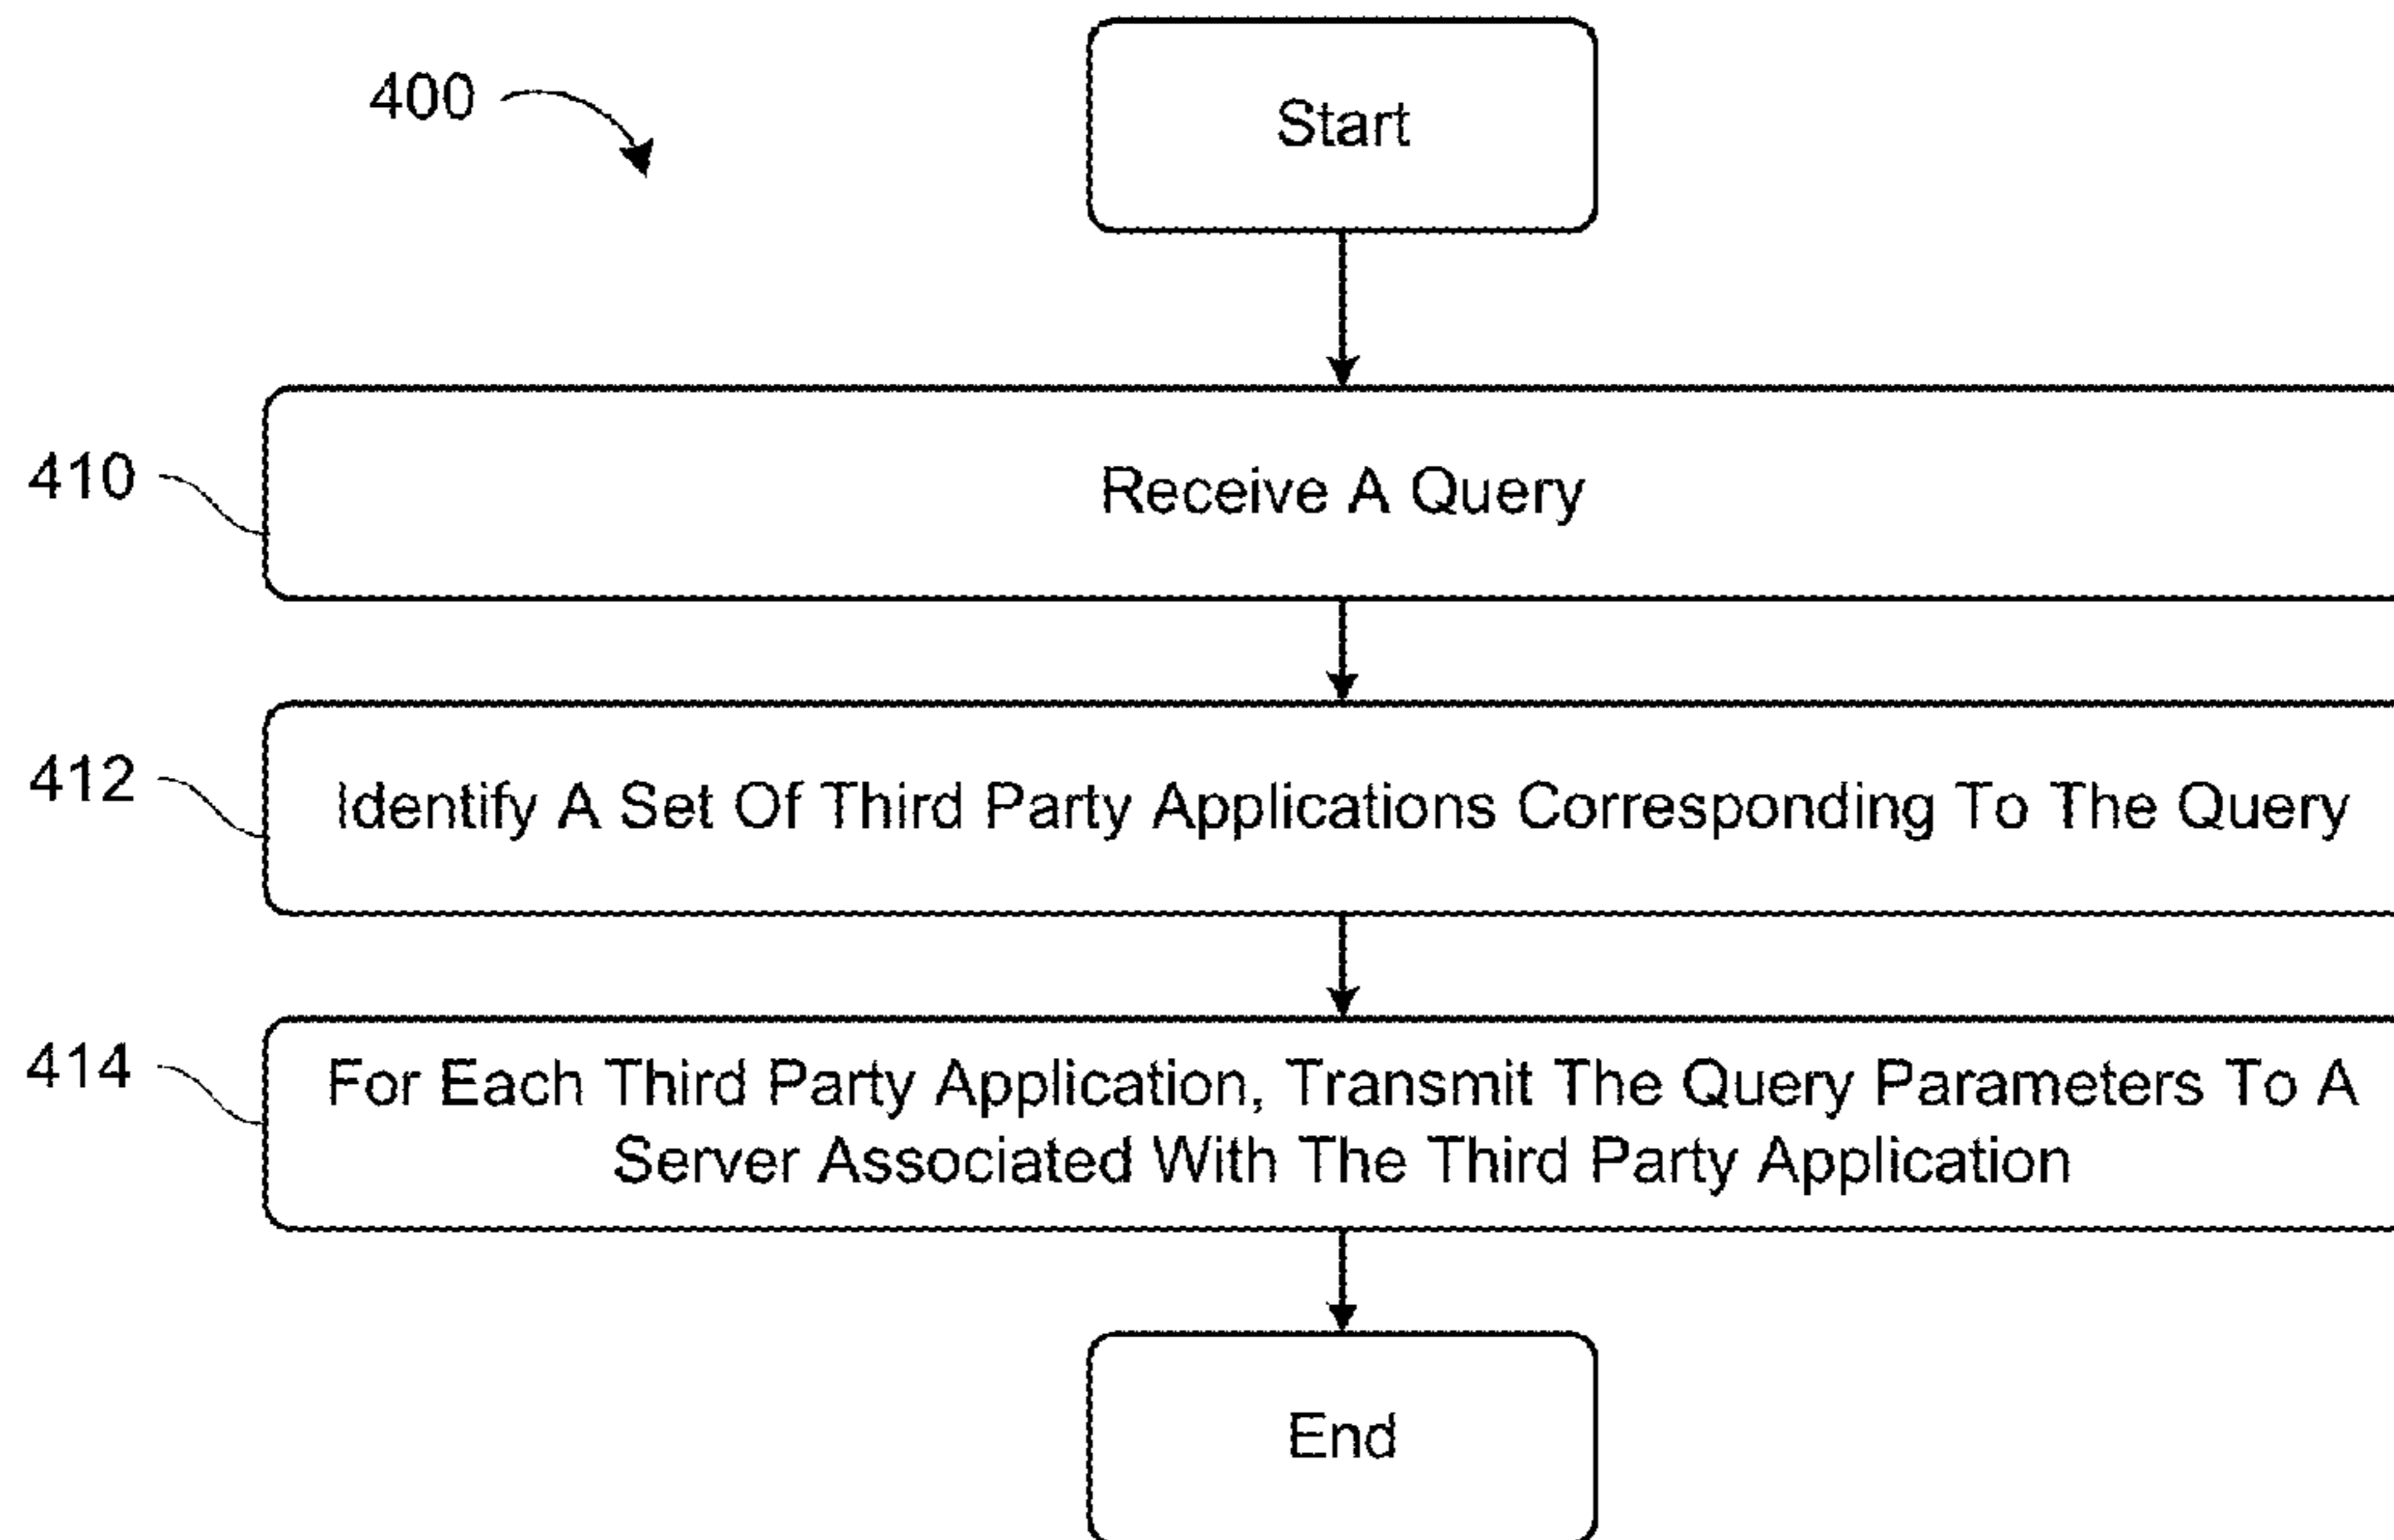 400
Start
410
Receive A Query
412
Identify A Set Of Third Party Applications Corresponding To The Query
414
For Each Third Party Application, Transmit The Query Parameters To A
Server Associated With The Third Party Application
End